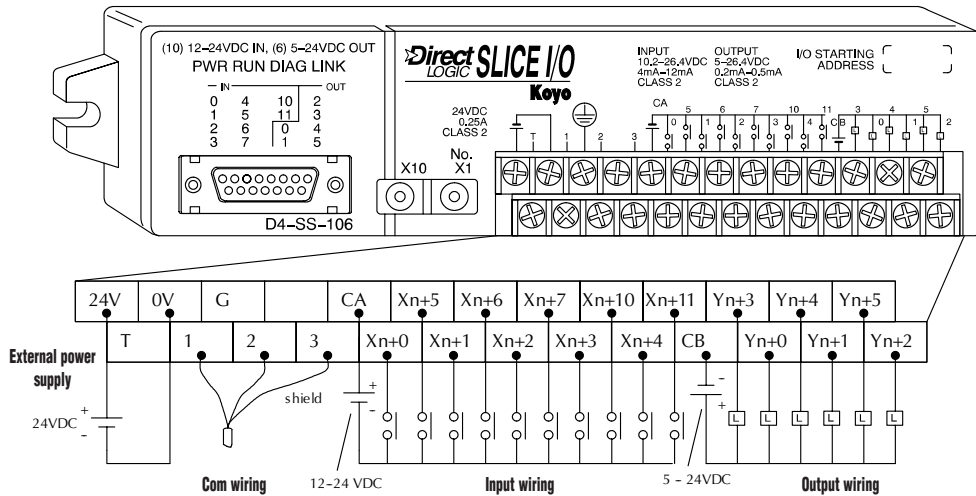 (10) 12–24VDC IN, (6) 5–24VDC OUT
PWR RUN DIAG LINK
IN OUT
0 4 10 2
1 5 11 3
2 6 0 4
3 7 1 5
D4–SS–106
Direct LOGIC SLICE I/O
Koyo
24VDC
0.25A
CLASS 2
X10 No. X1
INPUT
10.2–26.4VDC
4mA–12mA
CLASS 2
OUTPUT
5–26.4VDC
0.2mA–0.5mA
CLASS 2
I/O STARTING
ADDRESS
CA 5 6 7 10 11 CB 3 4 5
T 1 2 3 0 1 2 3 4 0 1 2
L L L L L L
24V 0V G CA Xn+5 Xn+6 Xn+7 Xn+10 Xn+11 Yn+3 Yn+4 Yn+5
T 1 2 3 Xn+0 Xn+1 Xn+2 Xn+3 Xn+4 CB Yn+0 Yn+1 Yn+2
External power
supply
24VDC
+
-
shield
+
-
12–24 VDC
-
+
5 – 24VDC
L L L L L L
Com wiring
Input wiring
Output wiring